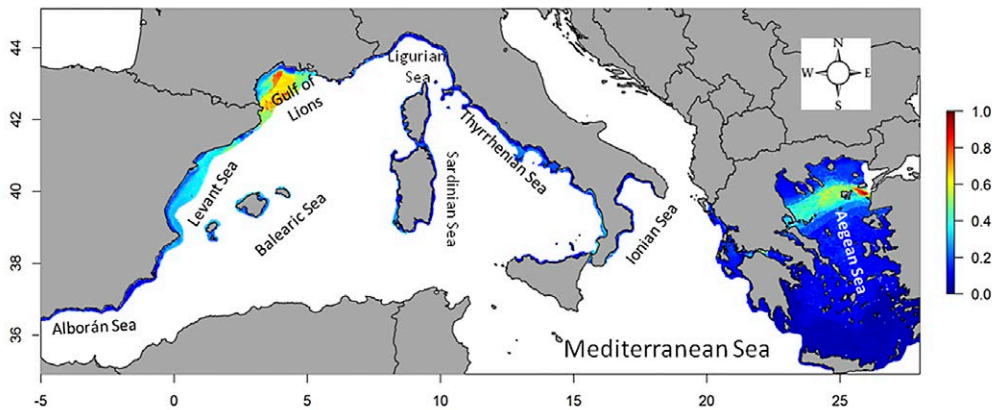 44
42
40
38
36
-5
0
5
10
15
20
25
Ligurian
Sea
Gulf of
Lions
Thyrrhenian Sea
Levant Sea
Balearic Sea
Sardinian Sea
Ionian Sea
Aegean Sea
Alborán Sea
Mediterranean Sea
N
W E
S
1.0
0.8
0.6
0.4
0.2
0.0